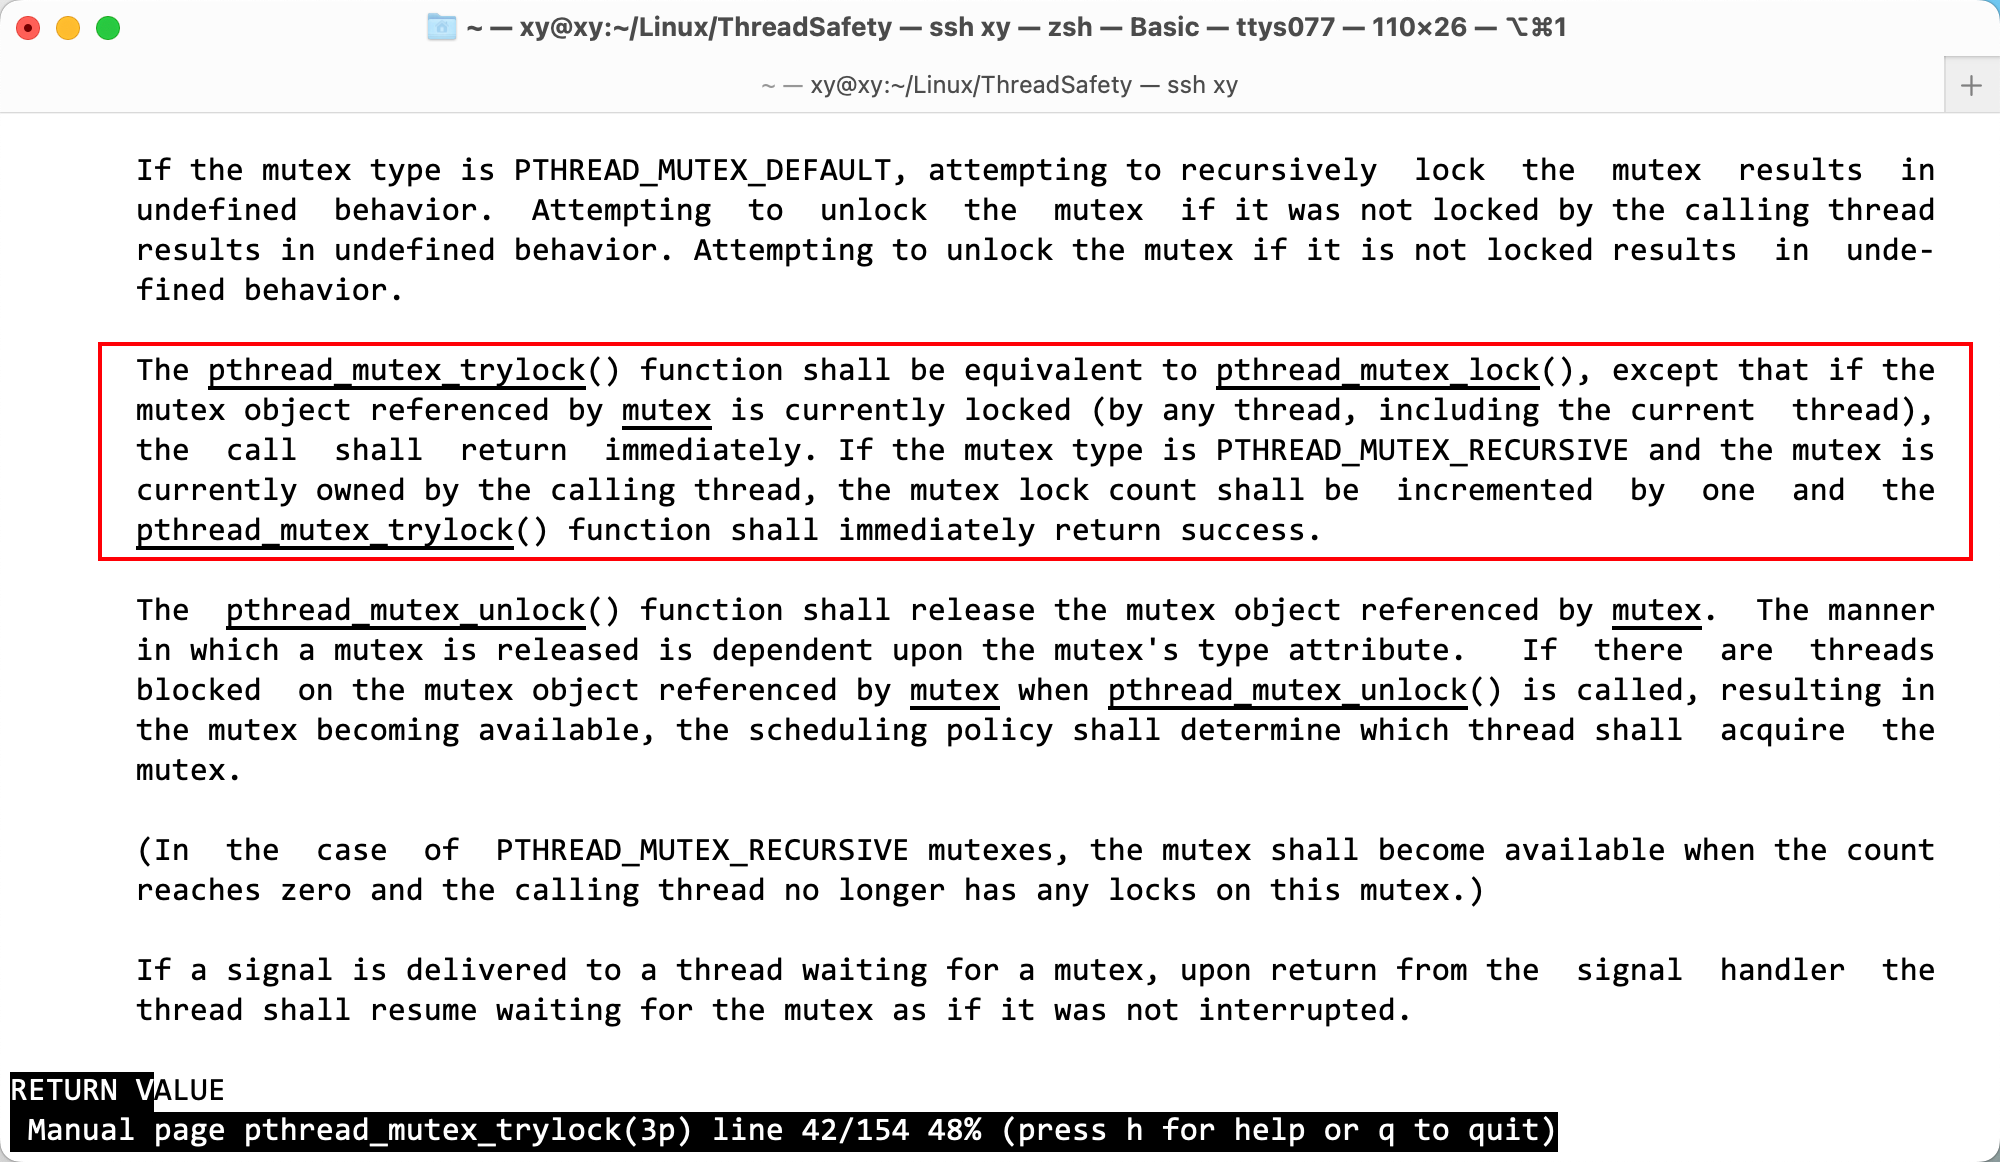 ~ — xy@xy:~/Linux/ThreadSafety — ssh xy — zsh — Basic — ttys077 — 110×26 — ⌥⌘1
~ — xy@xy:~/Linux/ThreadSafety — ssh xy
+
If the mutex type is PTHREAD_MUTEX_DEFAULT, attempting to recursively  lock  the  mutex  results  in
undefined  behavior.  Attempting  to  unlock  the  mutex  if it was not locked by the calling thread
results in undefined behavior. Attempting to unlock the mutex if it is not locked results  in  unde-
fined behavior.
The pthread_mutex_trylock() function shall be equivalent to pthread_mutex_lock(), except that if the
mutex object referenced by mutex is currently locked (by any thread, including the current  thread),
the  call  shall  return  immediately. If the mutex type is PTHREAD_MUTEX_RECURSIVE and the mutex is
currently owned by the calling thread, the mutex lock count shall be  incremented  by  one  and  the
pthread_mutex_trylock() function shall immediately return success.
The  pthread_mutex_unlock() function shall release the mutex object referenced by mutex.  The manner
in which a mutex is released is dependent upon the mutex's type attribute.   If  there  are  threads
blocked  on the mutex object referenced by mutex when pthread_mutex_unlock() is called, resulting in
the mutex becoming available, the scheduling policy shall determine which thread shall  acquire  the
mutex.
(In  the  case  of  PTHREAD_MUTEX_RECURSIVE mutexes, the mutex shall become available when the count
reaches zero and the calling thread no longer has any locks on this mutex.)
If a signal is delivered to a thread waiting for a mutex, upon return from the  signal  handler  the
thread shall resume waiting for the mutex as if it was not interrupted.
RETURN VALUE
Manual page pthread_mutex_trylock(3p) line 42/154 48% (press h for help or q to quit)